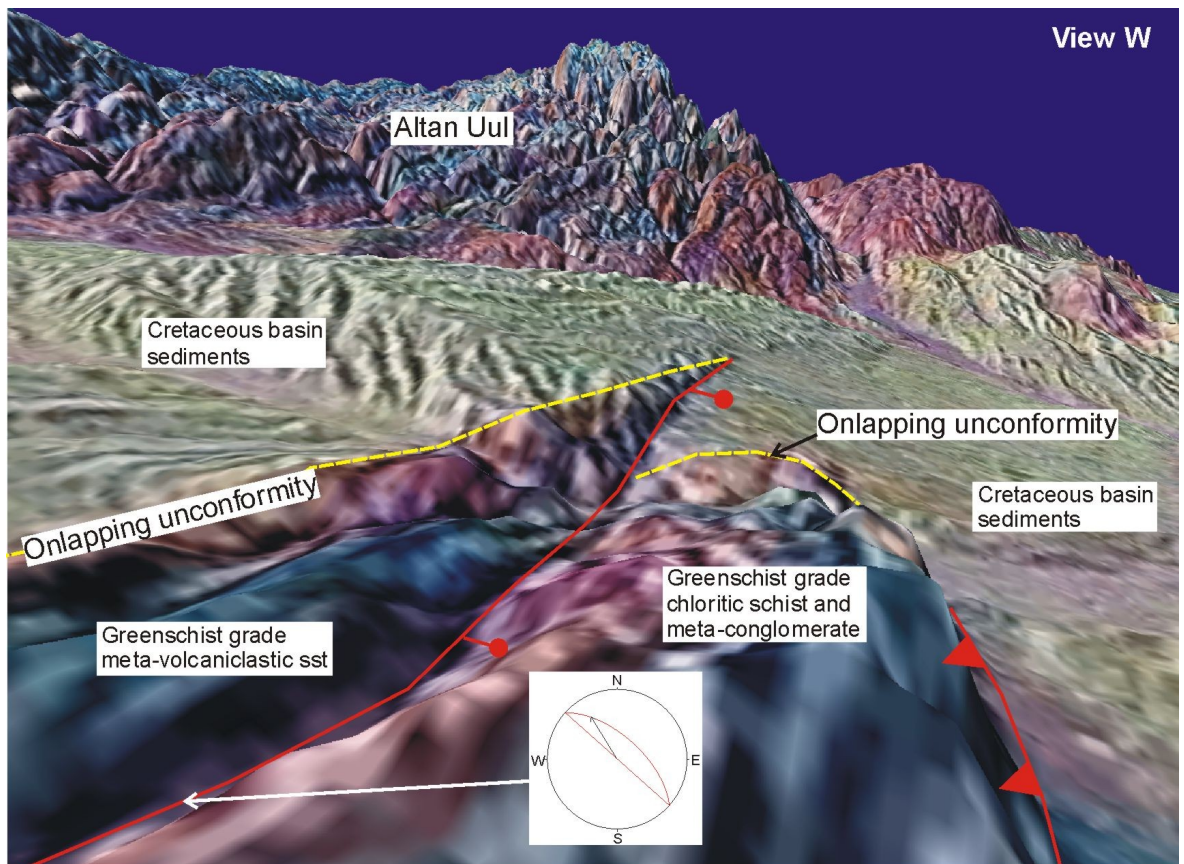 View W
Altan Uul
Cretaceous basin
sediments
Onlapping unconformity
Onlapping unconformity
Cretaceous basin
sediments
Greenschist grade
chloritic schist and
meta-conglomerate
Greenschist grade
meta-volcaniclastic sst
N
W
E
S